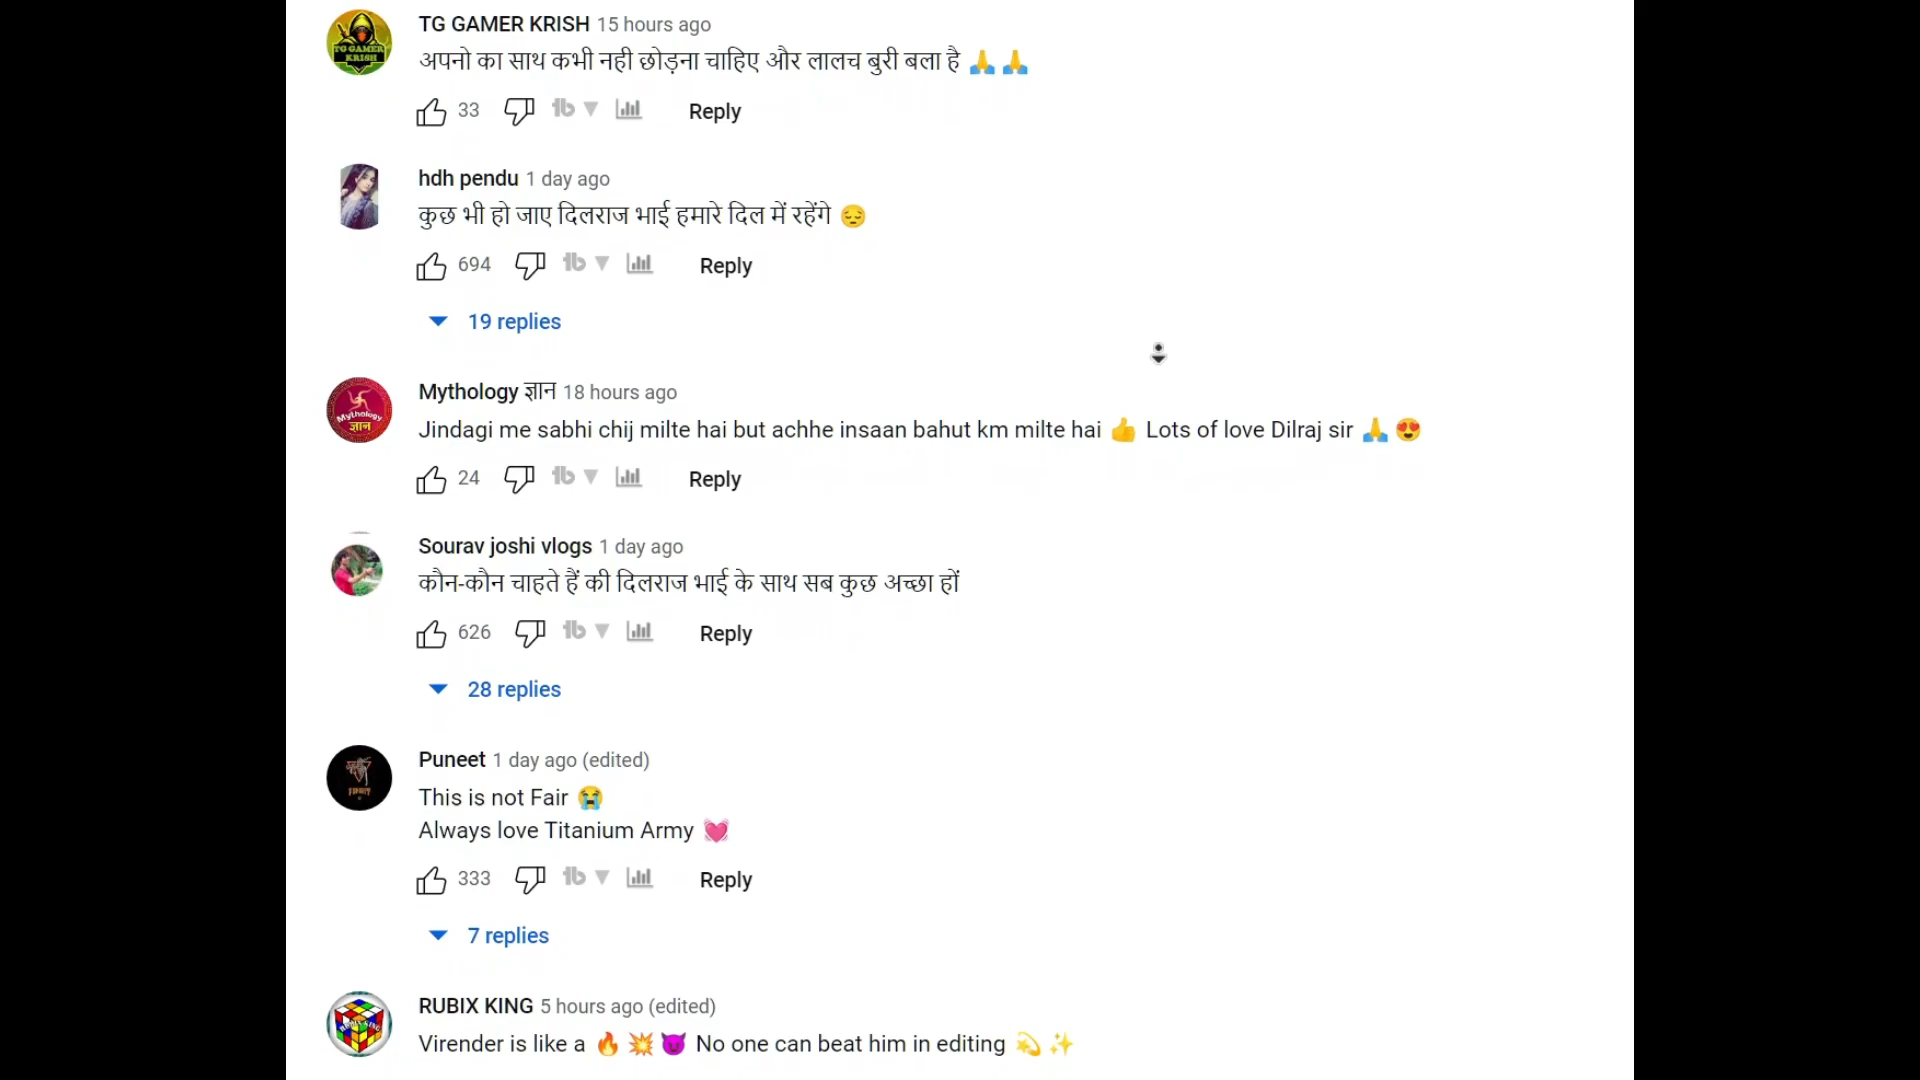 TG GAMER KRISH 15 hours ago
अपनो का साथ कभी नही छोड़ना चाहिए और लालच बुरी बला है 🙏 🙏
33 Reply
hdh pendu 1 day ago
कुछ भी हो जाए दिलराज भाई हमारे दिल में रहेंगे 😔
694 Reply
19 replies
Mythology ज्ञान 18 hours ago
Jindagi me sabhi chij milte hai but achhe insaan bahut km milte hai 👍 Lots of love Dilraj sir 🙏 😍
24 Reply
Sourav joshi vlogs 1 day ago
कौन-कौन चाहते हैं की दिलराज भाई के साथ सब कुछ अच्छा हों
626 Reply
28 replies
Puneet 1 day ago (edited)
This is not Fair 😭
Always love Titanium Army 💓
333 Reply
7 replies
RUBIX KING 5 hours ago (edited)
Virender is like a 🔥 💥 😈 No one can beat him in editing 💫 ✨